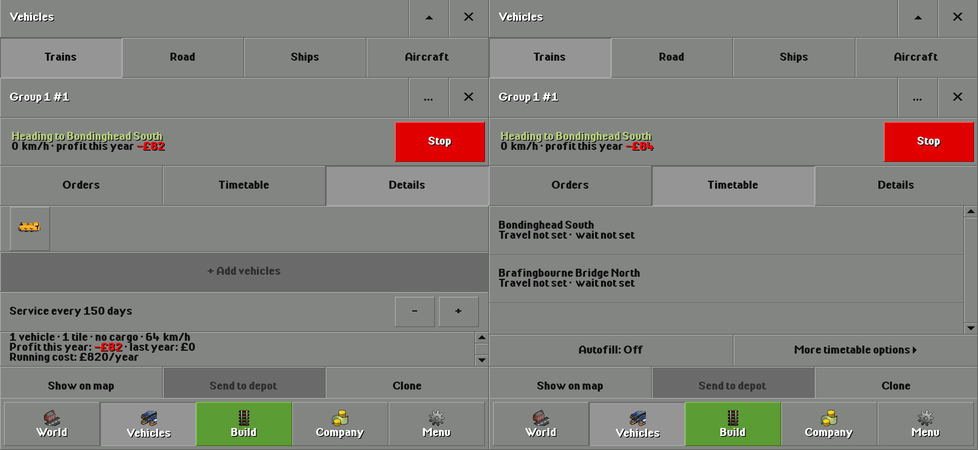 Vehicles
Trains Road Ships Aircraft
Group 1 #1 ...
Heading to Bondinghead South
0 km/h · profit this year -£82
Stop
Orders Timetable Details
+ Add vehicles
Service every 150 days - +
1 vehicle · 1 tile · no cargo · 64 km/h
Profit this year: -£82 · last year: £0
Running cost: £820/year
Show on map Send to depot Clone
World Vehicles Build Company Menu
Vehicles
Trains Road Ships Aircraft
Group 1 #1 ...
Heading to Bondinghead South
0 km/h · profit this year -£84
Stop
Orders Timetable Details
Bondinghead South
Travel not set · wait not set
Brafingbourne Bridge North
Travel not set · wait not set
Autofill: Off More timetable options
Show on map Send to depot Clone
World Vehicles Build Company Menu